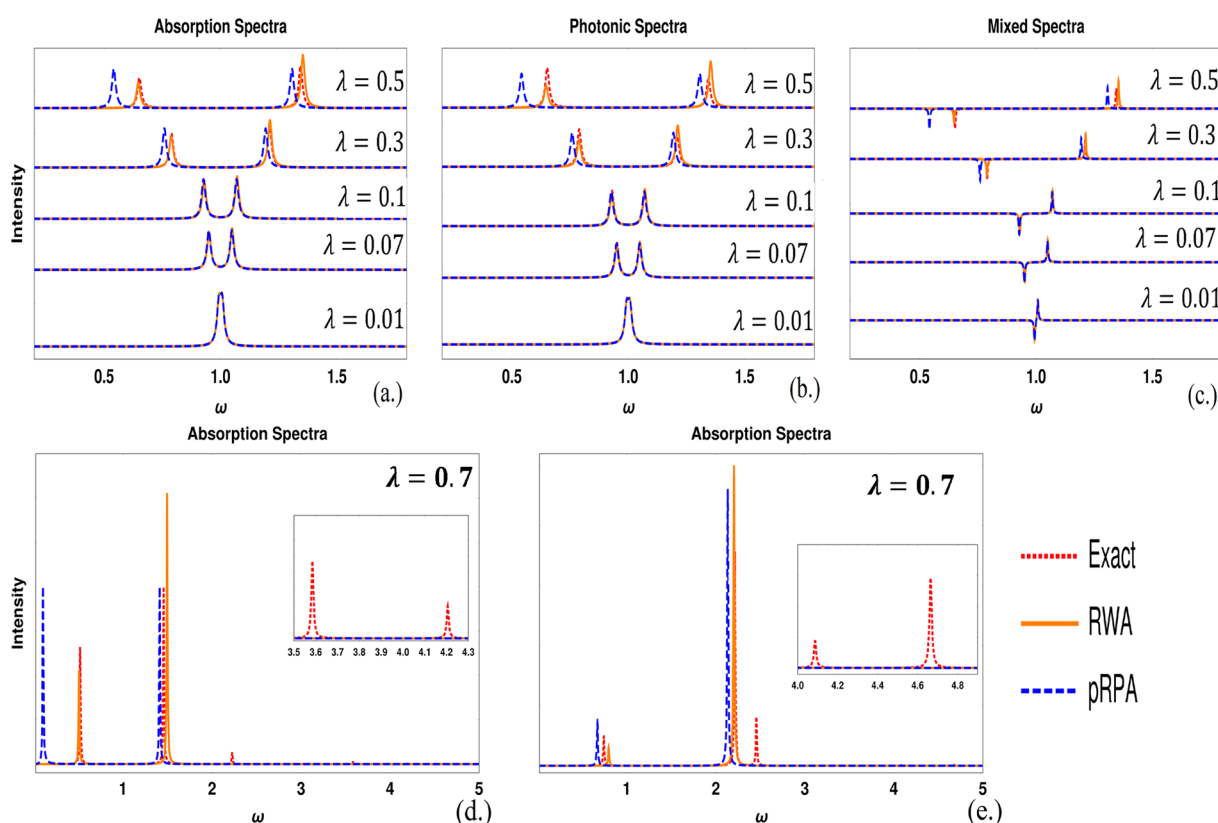 Absorption Spectra
Photonic Spectra
Mixed Spectra
Intensity
λ = 0.5
λ = 0.3
λ = 0.1
λ = 0.07
λ = 0.01
λ = 0.5
λ = 0.3
λ = 0.1
λ = 0.07
λ = 0.01
λ = 0.5
λ = 0.3
λ = 0.1
λ = 0.07
λ = 0.01
0.5 1.0 1.5
(a.)
ω
0.5 1.0 1.5
(b.)
ω
0.5 1.0 1.5
(c.)
ω
Absorption Spectra
Absorption Spectra
Intensity
λ = 0.7
3.5 3.6 3.7 3.8 3.9 4.0 4.1 4.2 4.3
1 2 3 4 5
ω
(d.)
λ = 0.7
4.0 4.2 4.4 4.6 4.8
1 2 3 4 5
ω
(e.)
Exact
RWA
pRPA